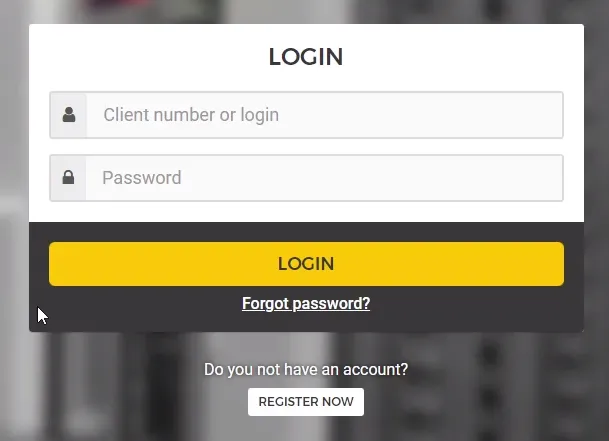 LOGIN
Client number or login
Password
LOGIN
Forgot password?
Do you not have an account?
REGISTER NOW